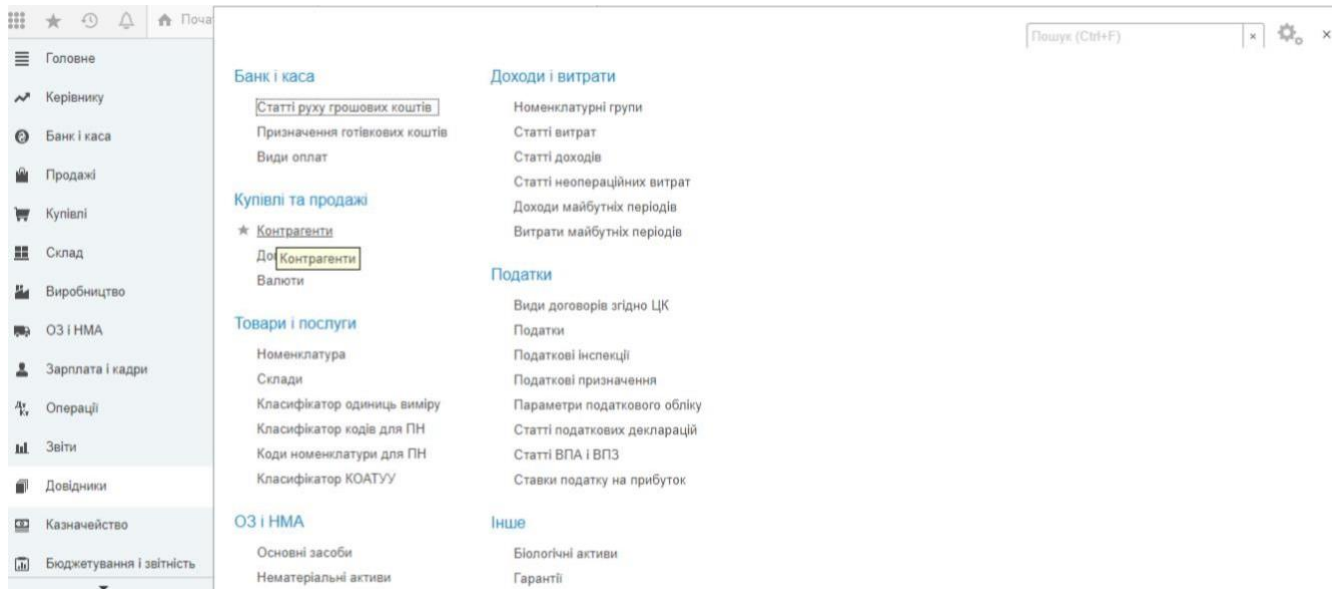 Поча
Пошук (Ctrl+F)
Головне
Керівнику
Банк і каса
Продажі
Купівлі
Склад
Виробництво
ОЗ і НМА
Зарплата і кадри
Операції
Звіти
Довідники
Казначейство
Бюджетування і звітність
Банк і каса
Статті руху грошових коштів
Призначення готівкових коштів
Види оплат
Купівлі та продажі
Контрагенти
До
Контрагенти
Валюти
Товари і послуги
Номенклатура
Склади
Класифікатор одиниць виміру
Класифікатор кодів для ПН
Коди номенклатури для ПН
Класифікатор КОАТУУ
ОЗ і НМА
Основні засоби
Нематеріальні активи
Доходи і витрати
Номенклатурні групи
Статті витрат
Статті доходів
Статті неопераційних витрат
Доходи майбутніх періодів
Витрати майбутніх періодів
Податки
Види договорів згідно ЦК
Податки
Податкові інспекції
Податкові призначення
Параметри податкового обліку
Статті податкових декларацій
Статті ВПА і ВПЗ
Ставки податку на прибуток
Інше
Біологічні активи
Гарантії